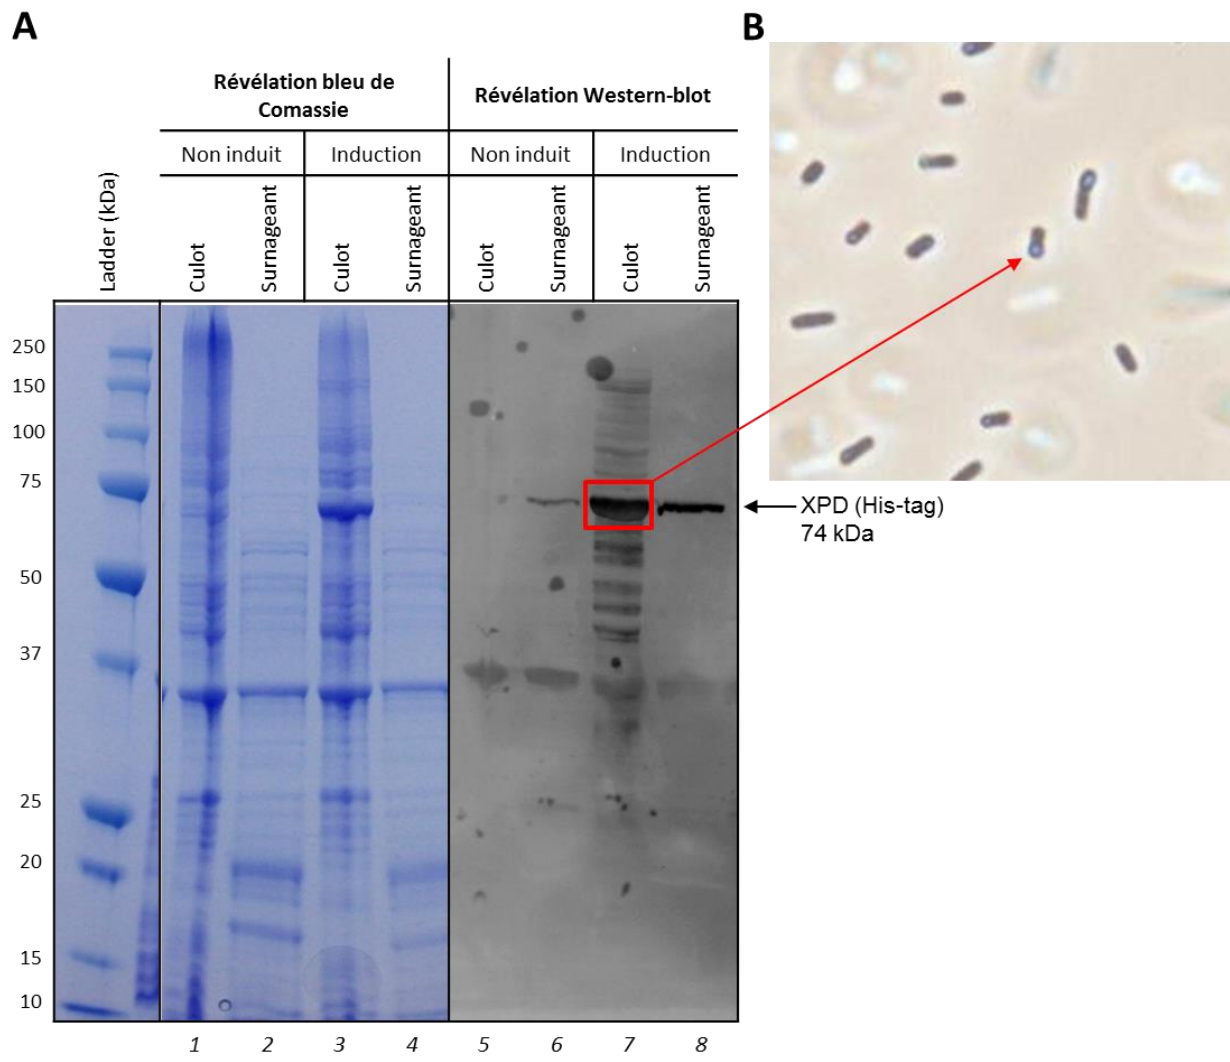 A
B
Révélation bleu de
Comassie
Révélation Western-blot
Non induit
Induction
Non induit
Induction
Ladder (kDa)
Culot
Surnageant
Culot
Surnageant
Culot
Surnageant
Culot
Surnageant
250
150
100
75
50
37
25
20
15
10
XPD (His-tag)
74 kDa
1 2 3 4 5 6 7 8